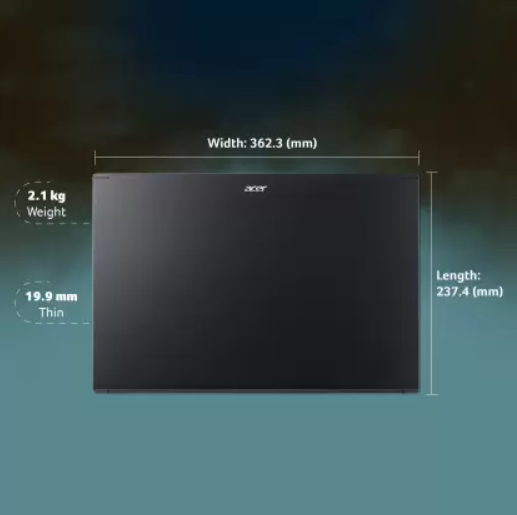 Width: 362.3 (mm)
acer
2.1 kg
Weight
Length:
237.4 (mm)
19.9 mm
Thin